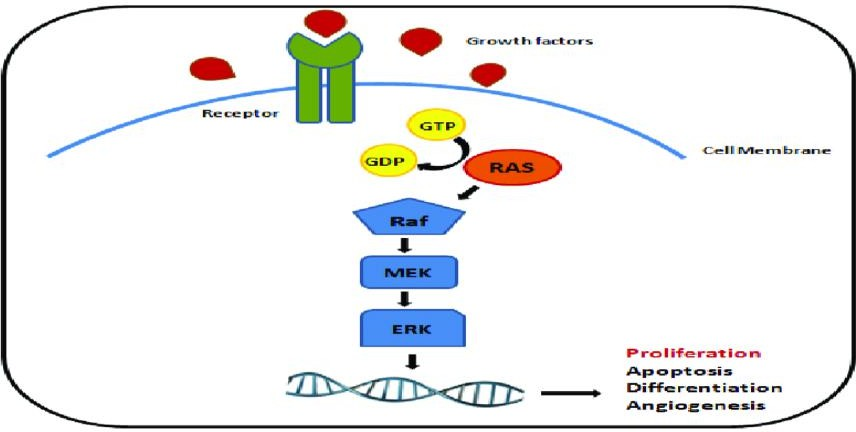 Growth factors
Receptor
GTP
Cell Membrane
GDP
RAS
Raf
MEK
ERK
Proliferation
Apoptosis
Differentiation
Angiogenesis